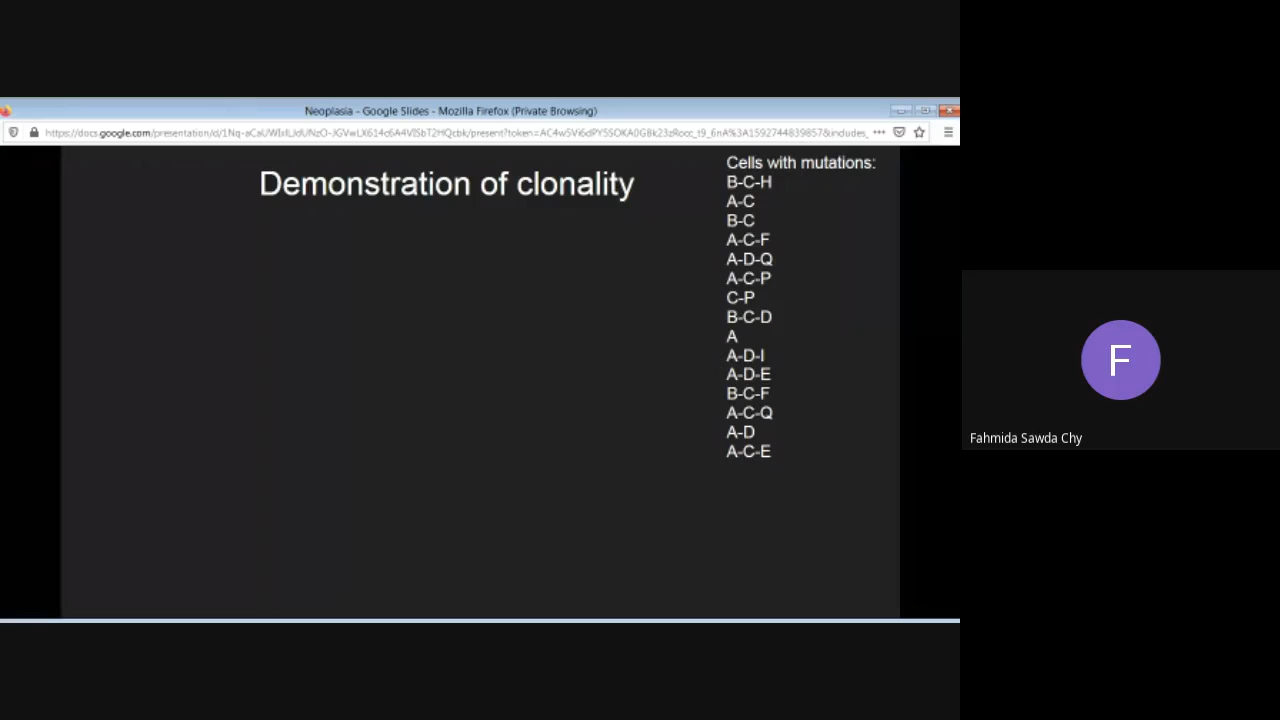 Neoplasia - Google Slides - Mozilla Firefox (Private Browsing)
Demonstration of clonality
Cells with mutations:
B-C-H
A-C
B-C
A-C-F
A-D-Q
A-C-P
C-P
B-C-D
A
A-D-I
A-D-E
B-C-F
A-C-Q
A-D
A-C-E
F
Fahmida Sawda Chy